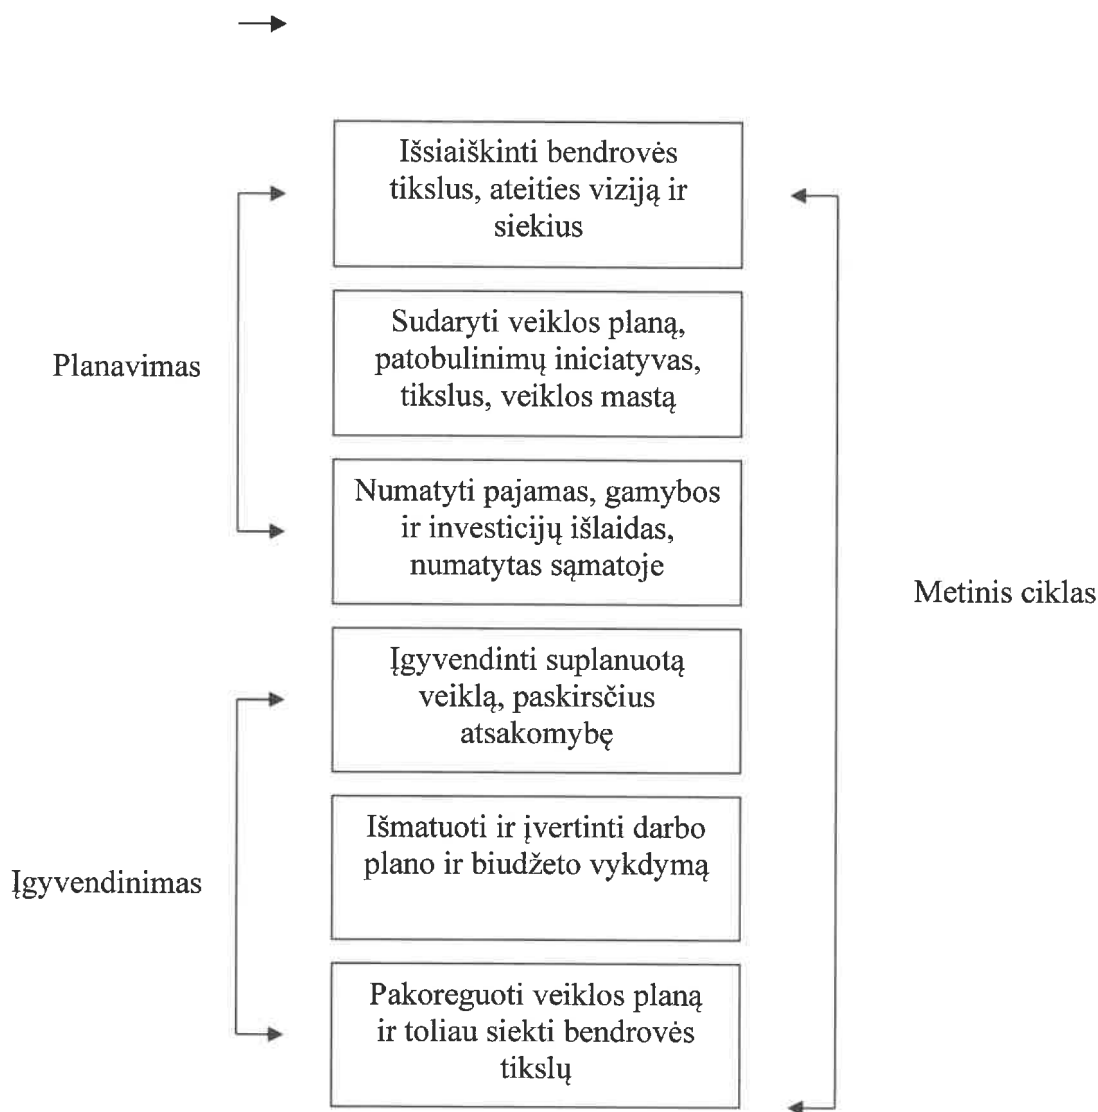 Išsiaiškinti bendrovės
tikslus, ateities viziją ir
siekius
Sudaryti veiklos planą,
patobulinimų iniciatyvas,
tikslus, veiklos mastą
Planavimas
Numatyti pajamas, gamybos
ir investicijų išlaidas,
numatytas sąmatoje
Metinis ciklas
Įgyvendinti suplanuotą
veiklą, paskirsčius
atsakomybę
Išmatuoti ir įvertinti darbo
plano ir biudžeto vykdymą
Įgyvendinimas
Pakoreguoti veiklos planą
ir toliau siekti bendrovės
tikslų